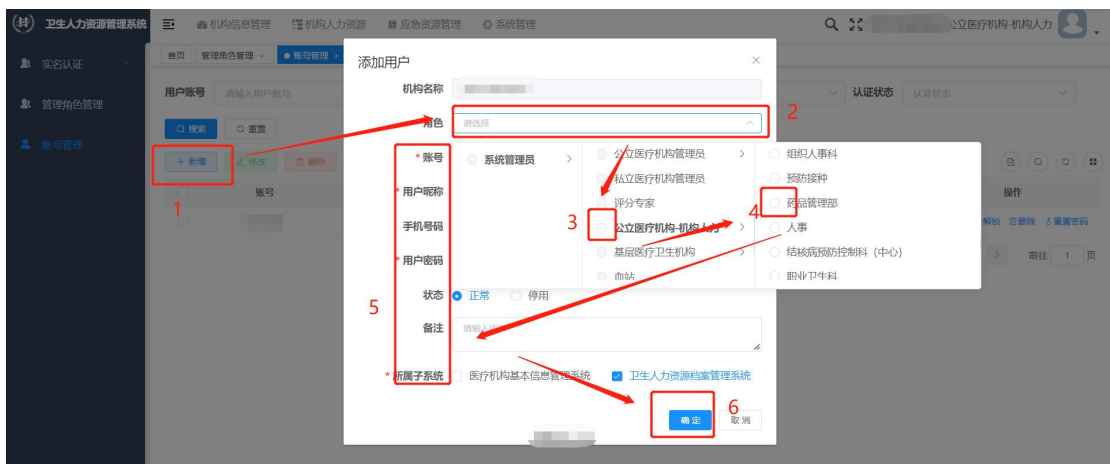 卫生人力资源管理系统 机构信息管理 机构人力资源 应急资源管理 系统管理 公立医疗机构-机构人力
实名认证
管理角色管理
账号管理
首页 管理角色管理 × 账号管理 ×
用户账号 请输入用户账号 认证状态 认证状态
搜索 重置
+ 新增 修改 删除
1
账号 操作
解锁 删除 重置密码
前往 1 页
添加用户 ×
机构名称
角色 请选择
2
* 账号
* 用户昵称
手机号码
* 用户密码
状态 正常 停用
备注 请输入内容
* 所属子系统 医疗机构基本信息管理系统 卫生人力资源档案管理系统
5
系统管理员 >
公立医疗机构管理员 >
私立医疗机构管理员
评分专家
3 公立医疗机构-机构人力 >
基层医疗卫生机构 >
血站
组织人事科
预防接种
4 药品管理部
人事
结核病预防控制科（中心）
职业卫生科
确定 取消
6